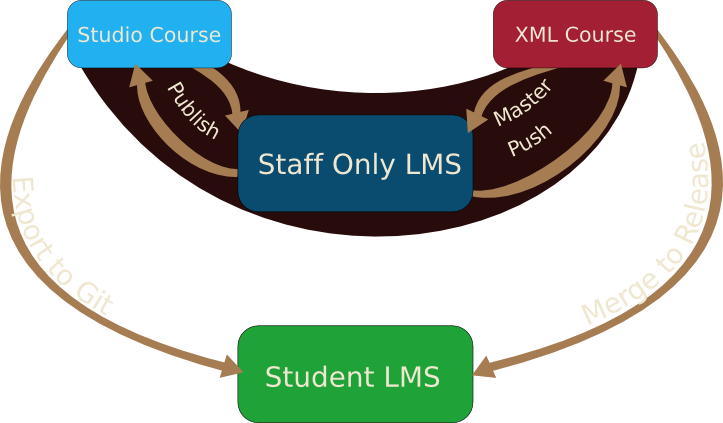 Studio Course
XML Course
Publish
Master
Push
Staff Only LMS
Export to Git
Merge to Release
Student LMS